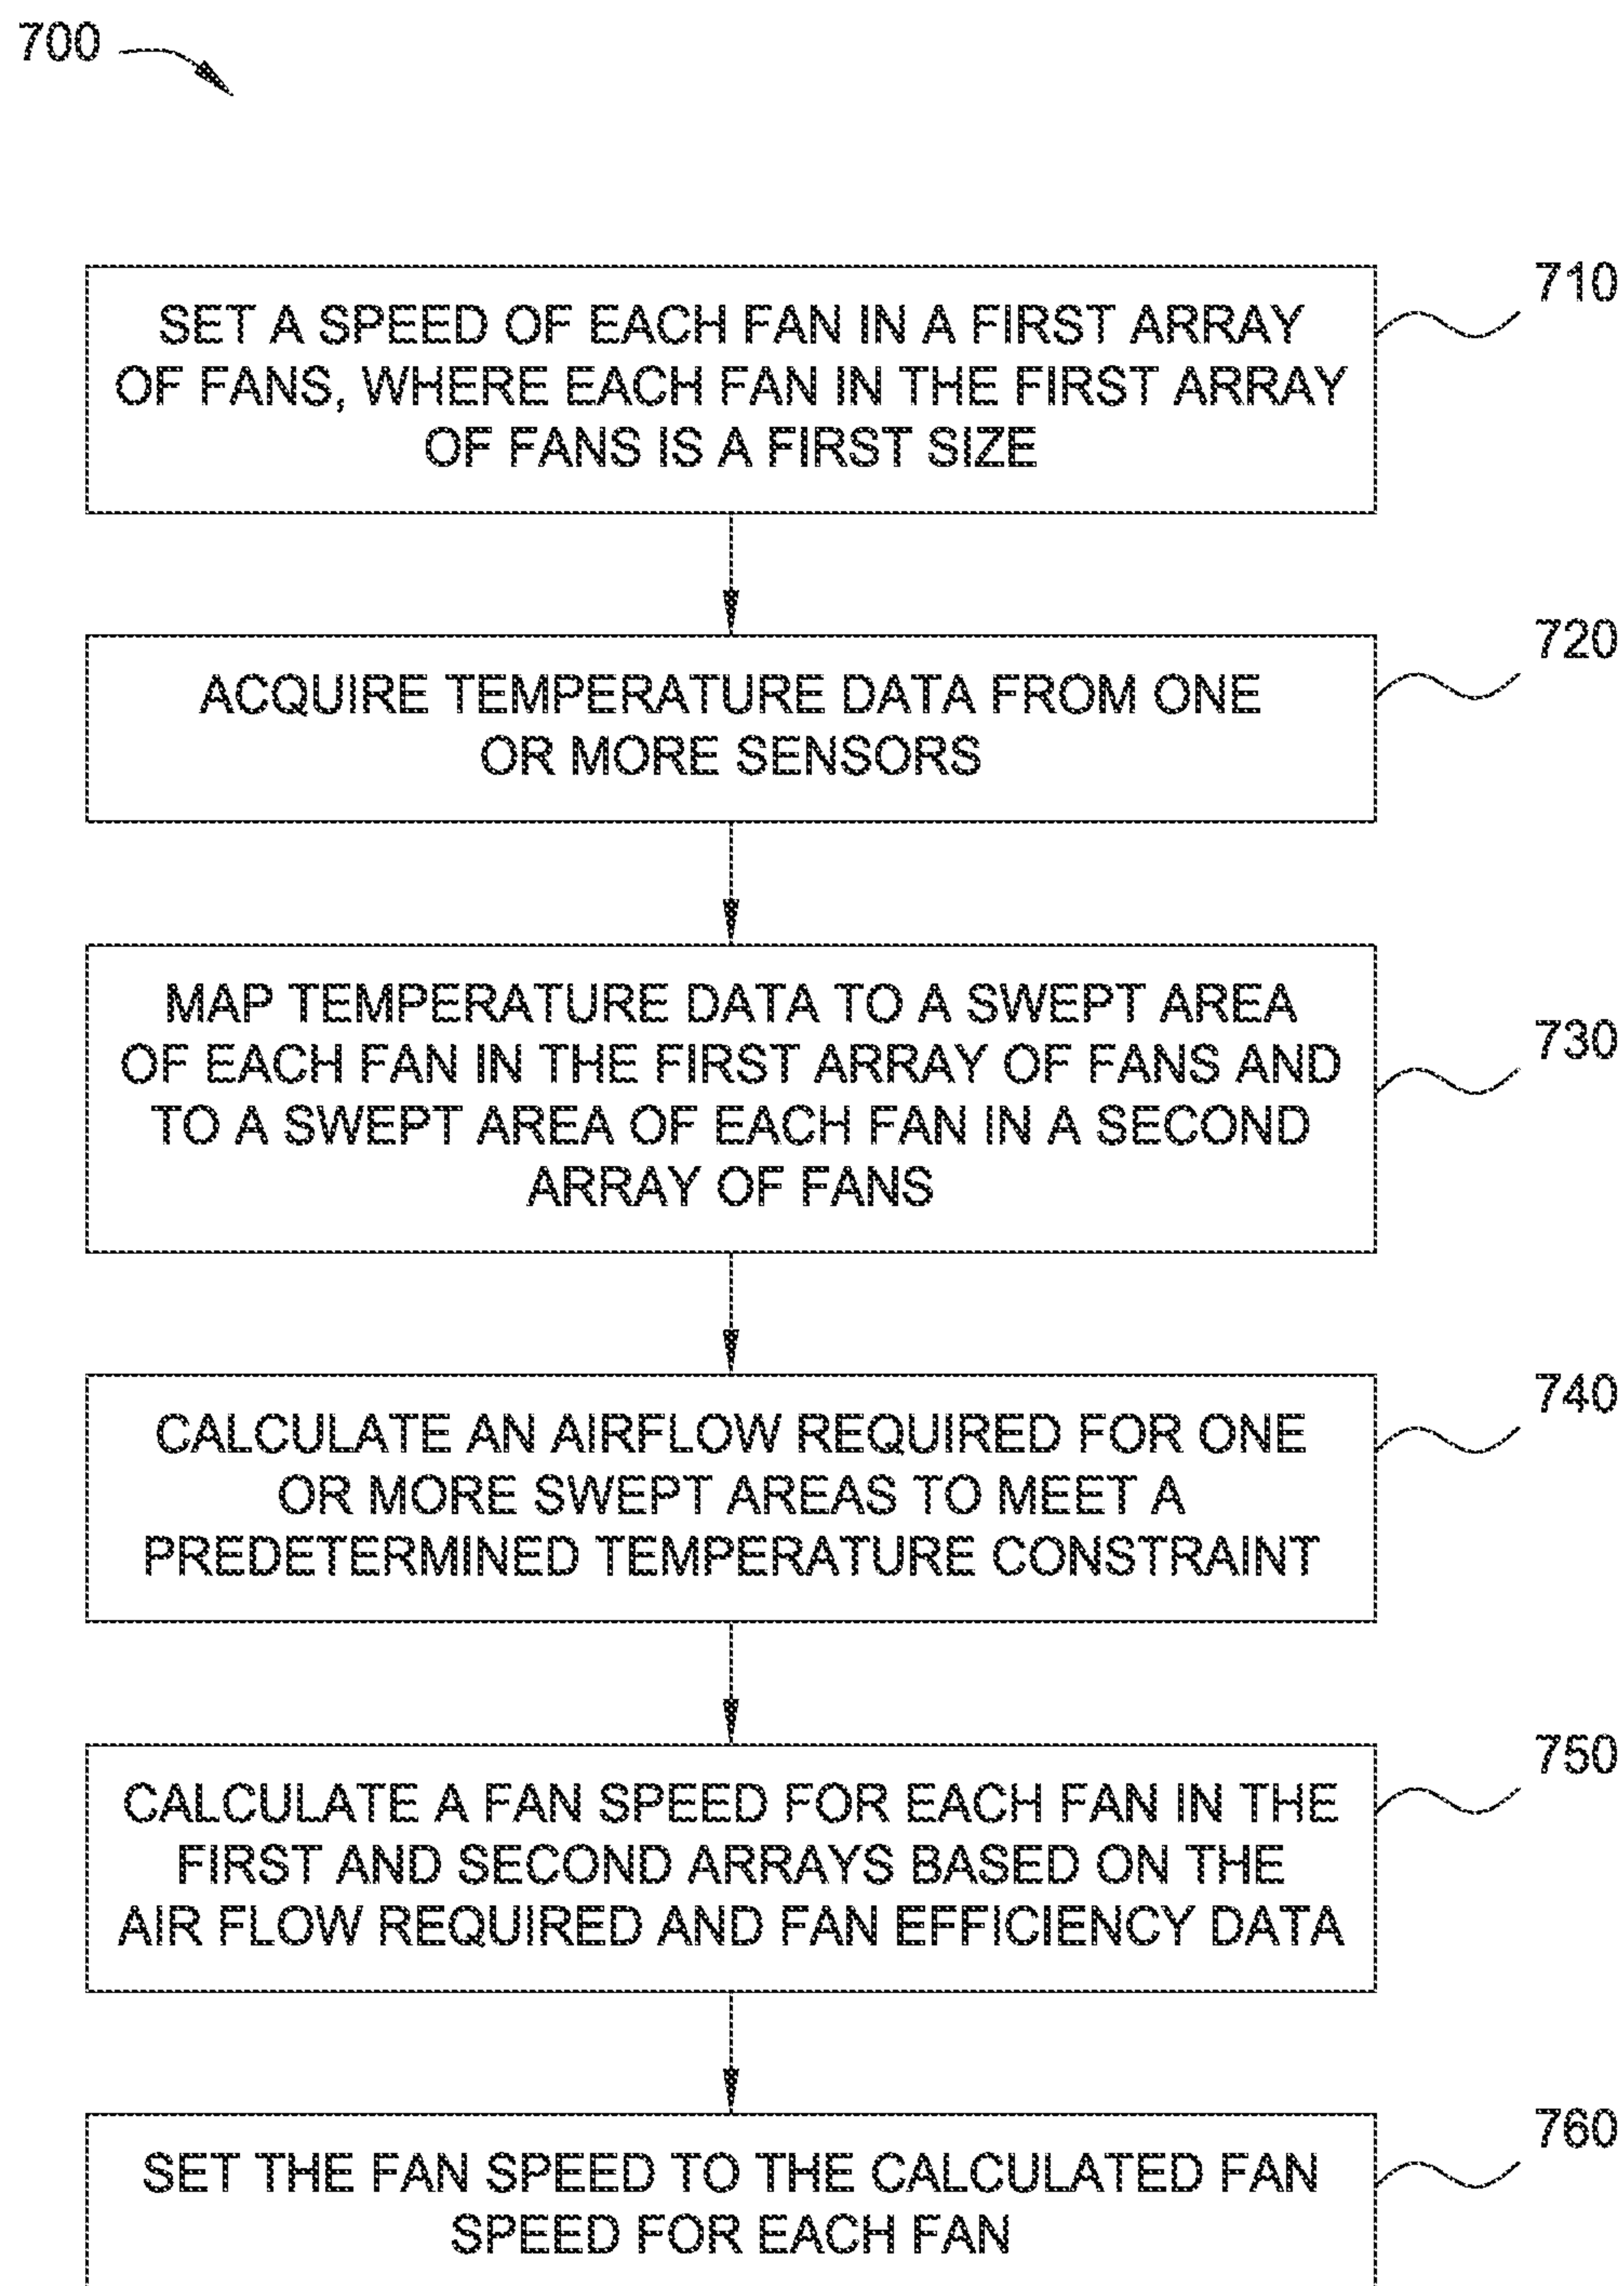 700
710
SET A SPEED OF EACH FAN IN A FIRST ARRAY
OF FANS, WHERE EACH FAN IN THE FIRST ARRAY
OF FANS IS A FIRST SIZE
720
ACQUIRE TEMPERATURE DATA FROM ONE
OR MORE SENSORS
730
MAP TEMPERATURE DATA TO A SWEPT AREA
OF EACH FAN IN THE FIRST ARRAY OF FANS AND
TO A SWEPT AREA OF EACH FAN IN A SECOND
ARRAY OF FANS
740
CALCULATE AN AIRFLOW REQUIRED FOR ONE
OR MORE SWEPT AREAS TO MEET A
PREDETERMINED TEMPERATURE CONSTRAINT
750
CALCULATE A FAN SPEED FOR EACH FAN IN THE
FIRST AND SECOND ARRAYS BASED ON THE
AIR FLOW REQUIRED AND FAN EFFICIENCY DATA
760
SET THE FAN SPEED TO THE CALCULATED FAN
SPEED FOR EACH FAN